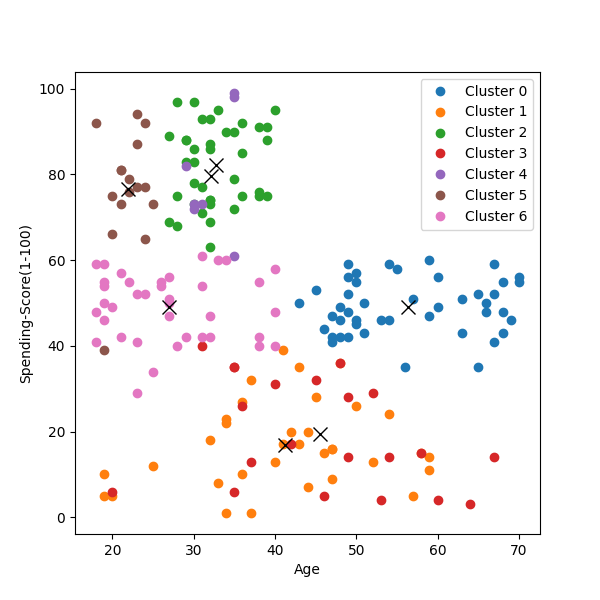 100
80
60
40
20
0
Spending-Score(1-100)
20 30 40 50 60 70
Age
Cluster 0
Cluster 1
Cluster 2
Cluster 3
Cluster 4
Cluster 5
Cluster 6